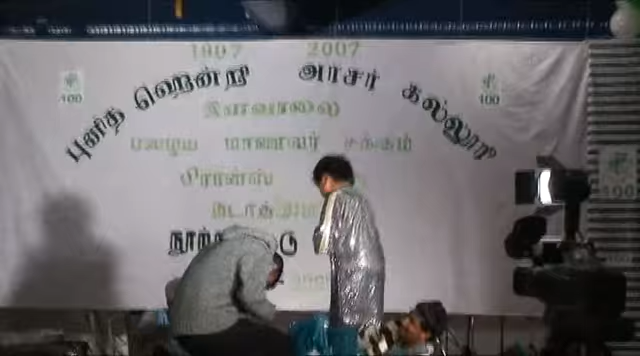 1907 2007
புனித ஹென்றி அரசர் கல்லூரி
100 100
இளவாலை
பழைய மாணவர் சங்கம்
பிரான்ஸ்
100